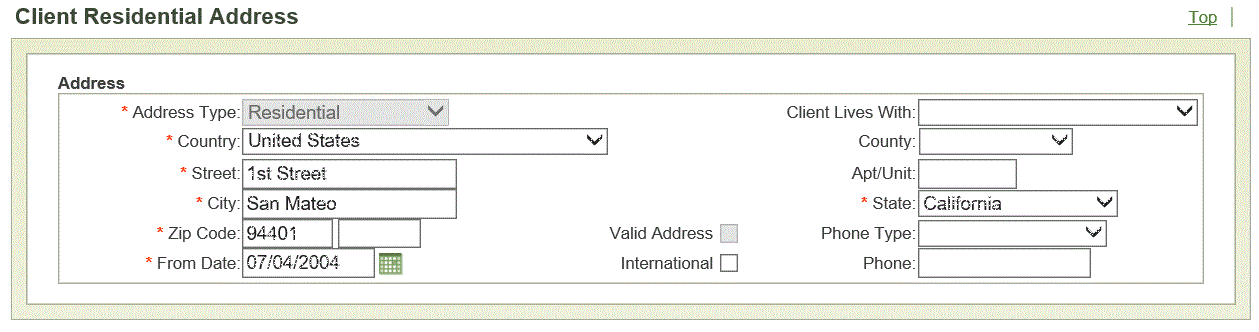 Client Residential Address
Top
Address
* Address Type: Residential
Client Lives With:
* Country: United States
County:
* Street: 1st Street
Apt/Unit:
* City: San Mateo
* State: California
* Zip Code: 94401
Valid Address
Phone Type:
* From Date: 07/04/2004
International
Phone: